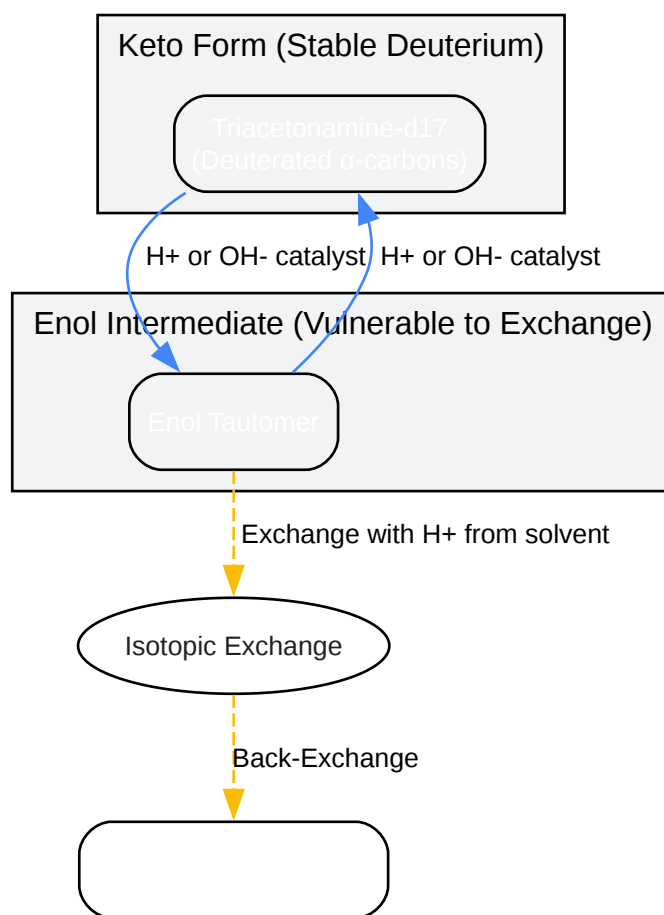 Keto Form (Stable Deuterium)
Triacetonamine-d17
(Deuterated α-carbons)
H+ or OH- catalyst
H+ or OH- catalyst
Enol Intermediate (Vulnerable to Exchange)
Enol Tautomer
Exchange with H+ from solvent
Isotopic Exchange
Back-Exchange